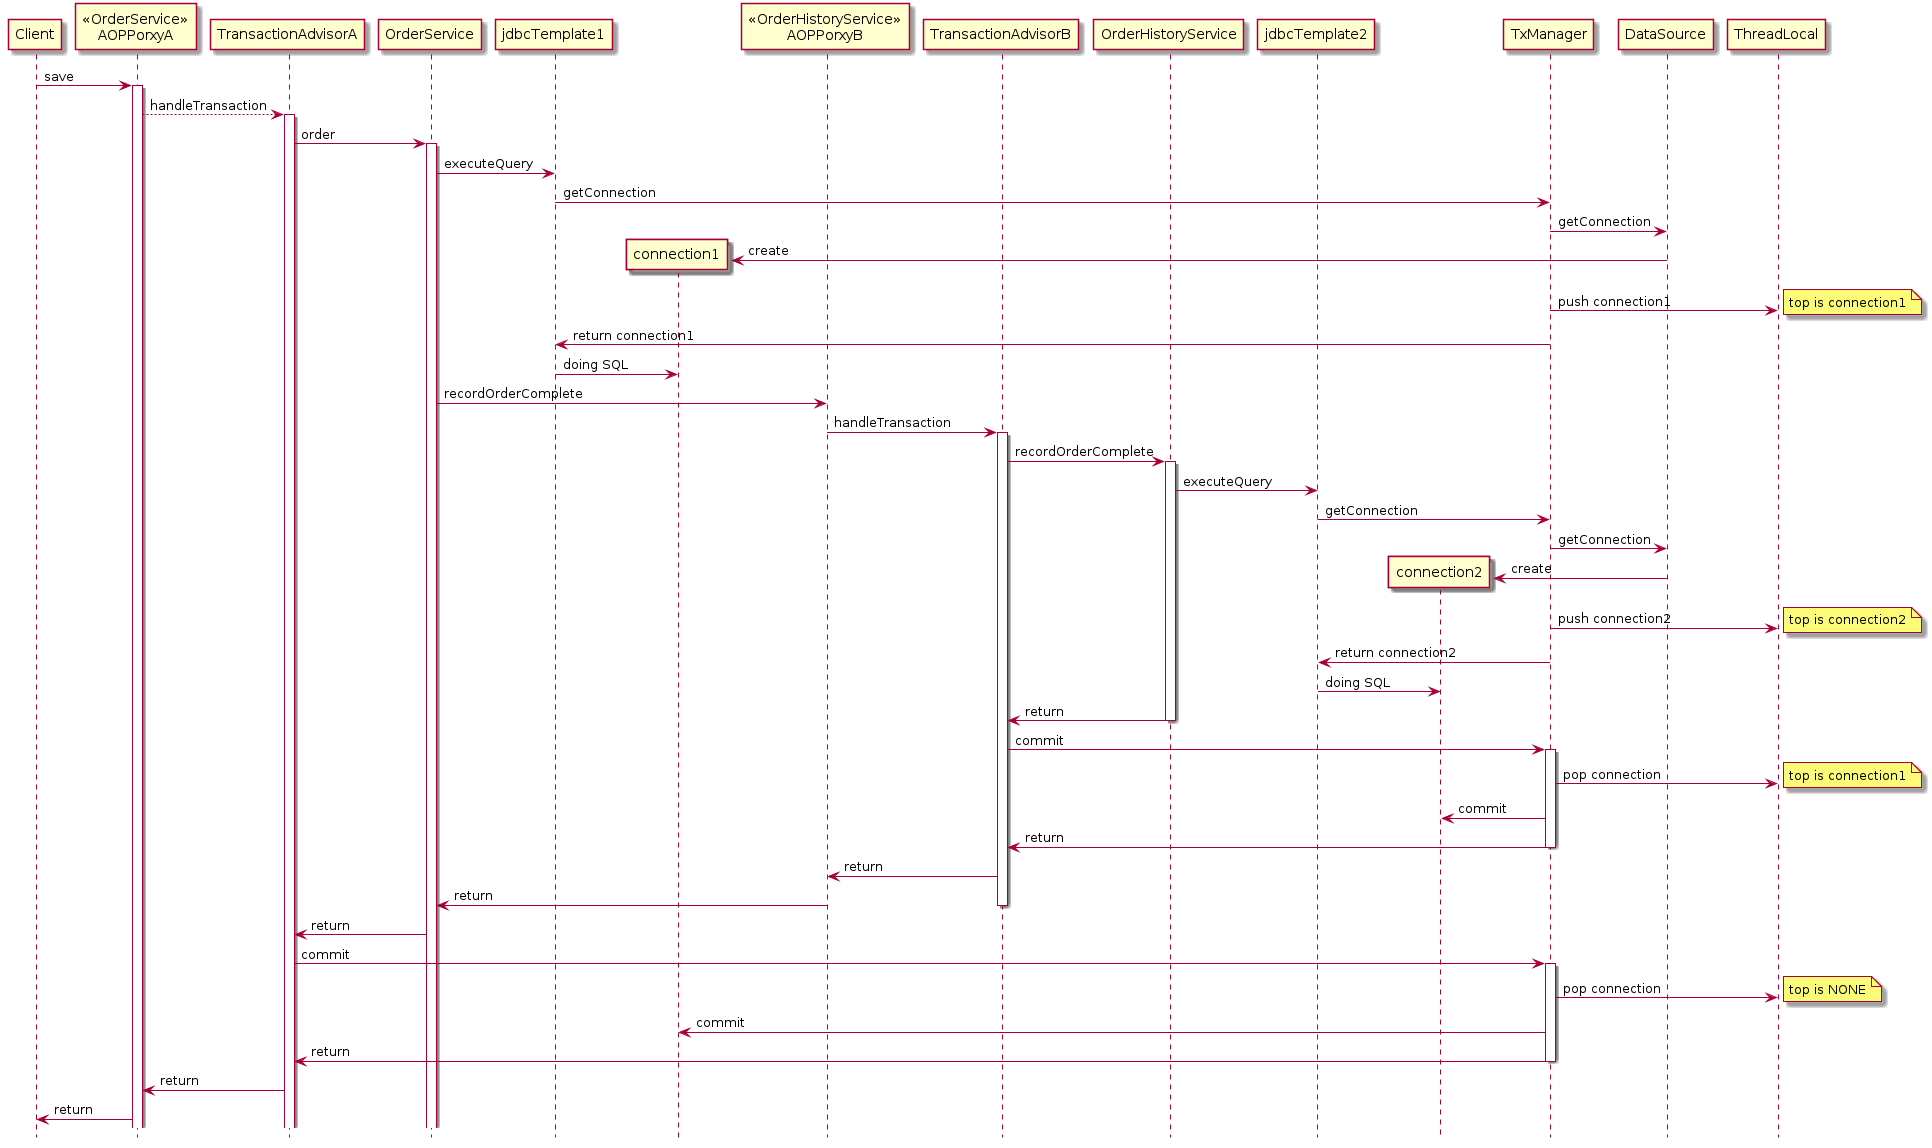 Client
«OrderService»
AOPPorxyA
TransactionAdvisorA
OrderService
jdbcTemplate1
«OrderHistoryService»
AOPPorxyB
TransactionAdvisorB
OrderHistoryService
jdbcTemplate2
TxManager
DataSource
ThreadLocal
save
handleTransaction
order
executeQuery
getConnection
getConnection
connection1
create
push connection1
top is connection1
return connection1
doing SQL
recordOrderComplete
handleTransaction
recordOrderComplete
executeQuery
getConnection
getConnection
connection2
create
push connection2
top is connection2
return connection2
doing SQL
return
commit
pop connection
top is connection1
commit
return
return
return
return
commit
pop connection
top is NONE
commit
return
return
return